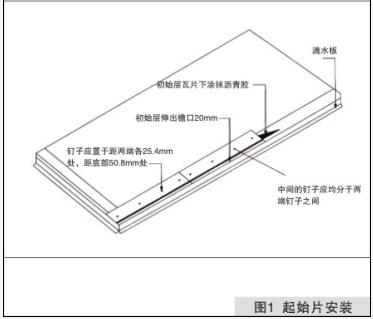 滴水板
初始层瓦片下涂抹沥青胶
初始层伸出檐口20mm
钉子应置于距两端各25.4mm
处，距底部50.8mm处
中间的钉子应均分于两
端钉子之间
图1 起始片安装